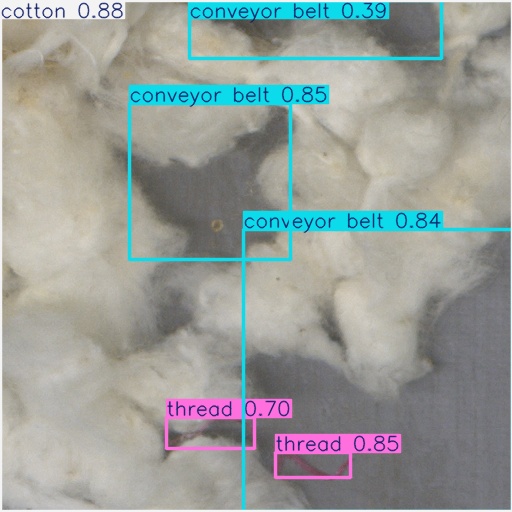 cotton 0.88
conveyor belt 0.39
conveyor belt 0.85
conveyor belt 0.84
thread 0.70
thread 0.85